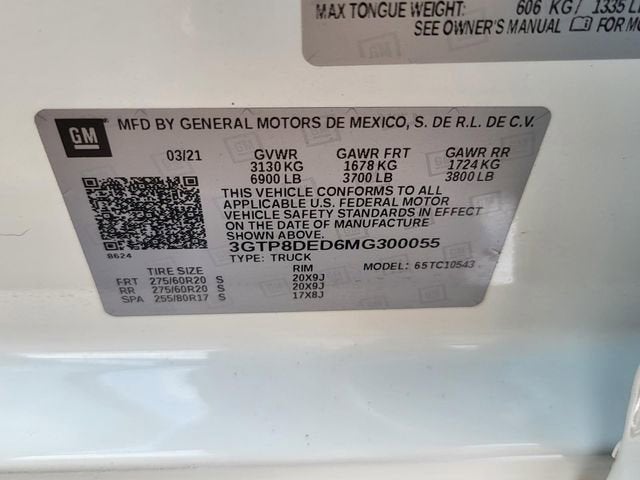 MAX TONGUE WEIGHT: 606 KG/ 1335 L
SEE OWNER'S MANUAL FOR MO
GM
MFD BY GENERAL MOTORS DE MEXICO, S. DE R.L. DE C.V.
03/21 GVWR GAWR FRT GAWR RR
3130 KG 1678 KG 1724 KG
6900 LB 3700 LB 3800 LB
THIS VEHICLE CONFORMS TO ALL
APPLICABLE U.S. FEDERAL MOTOR
VEHICLE SAFETY STANDARDS IN EFFECT
ON THE DATE OF MANUFACTURE
SHOWN ABOVE.
8624
3GTP8DED6MG300055
TYPE: TRUCK MODEL: 65TC10543
TIRE SIZE RIM
FRT 275/60R20 S 20X9J
RR 275/60R20 S 20X9J
SPA 255/80R17 S 17X8J